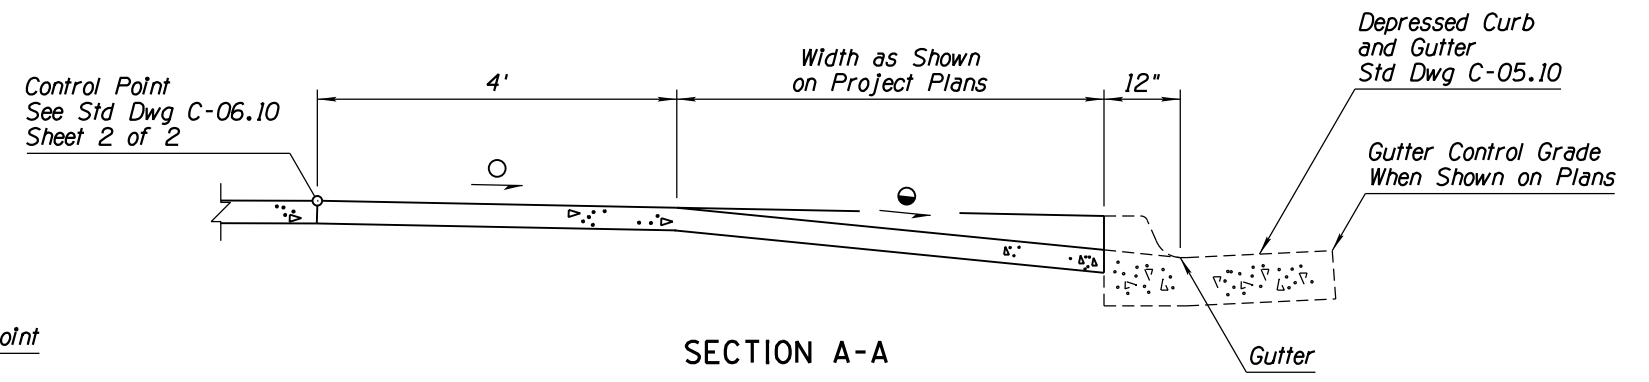 Control Point
See Std Dwg C-06.10
Sheet 2 of 2
4'
Width as Shown
on Project Plans
12"
Depressed Curb
and Gutter
Std Dwg C-05.10
Gutter Control Grade
When Shown on Plans
oint
SECTION A-A
Gutter